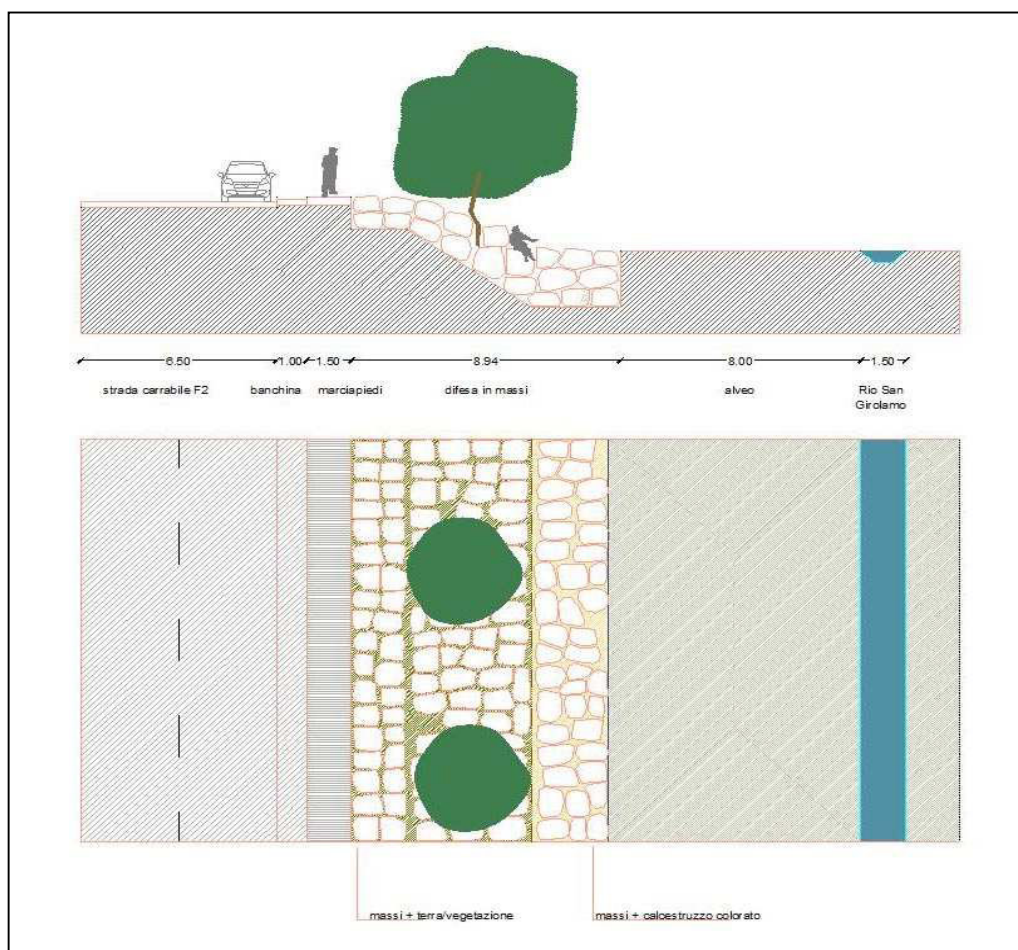 6.50 1.00 1.50 8.94 8.00 1.50
strada carrabile F2 banchina marciapiedi difesa in massi alveo Rio San
Girolamo
massi + terra/vegetazione massi + calcestruzzo colorato